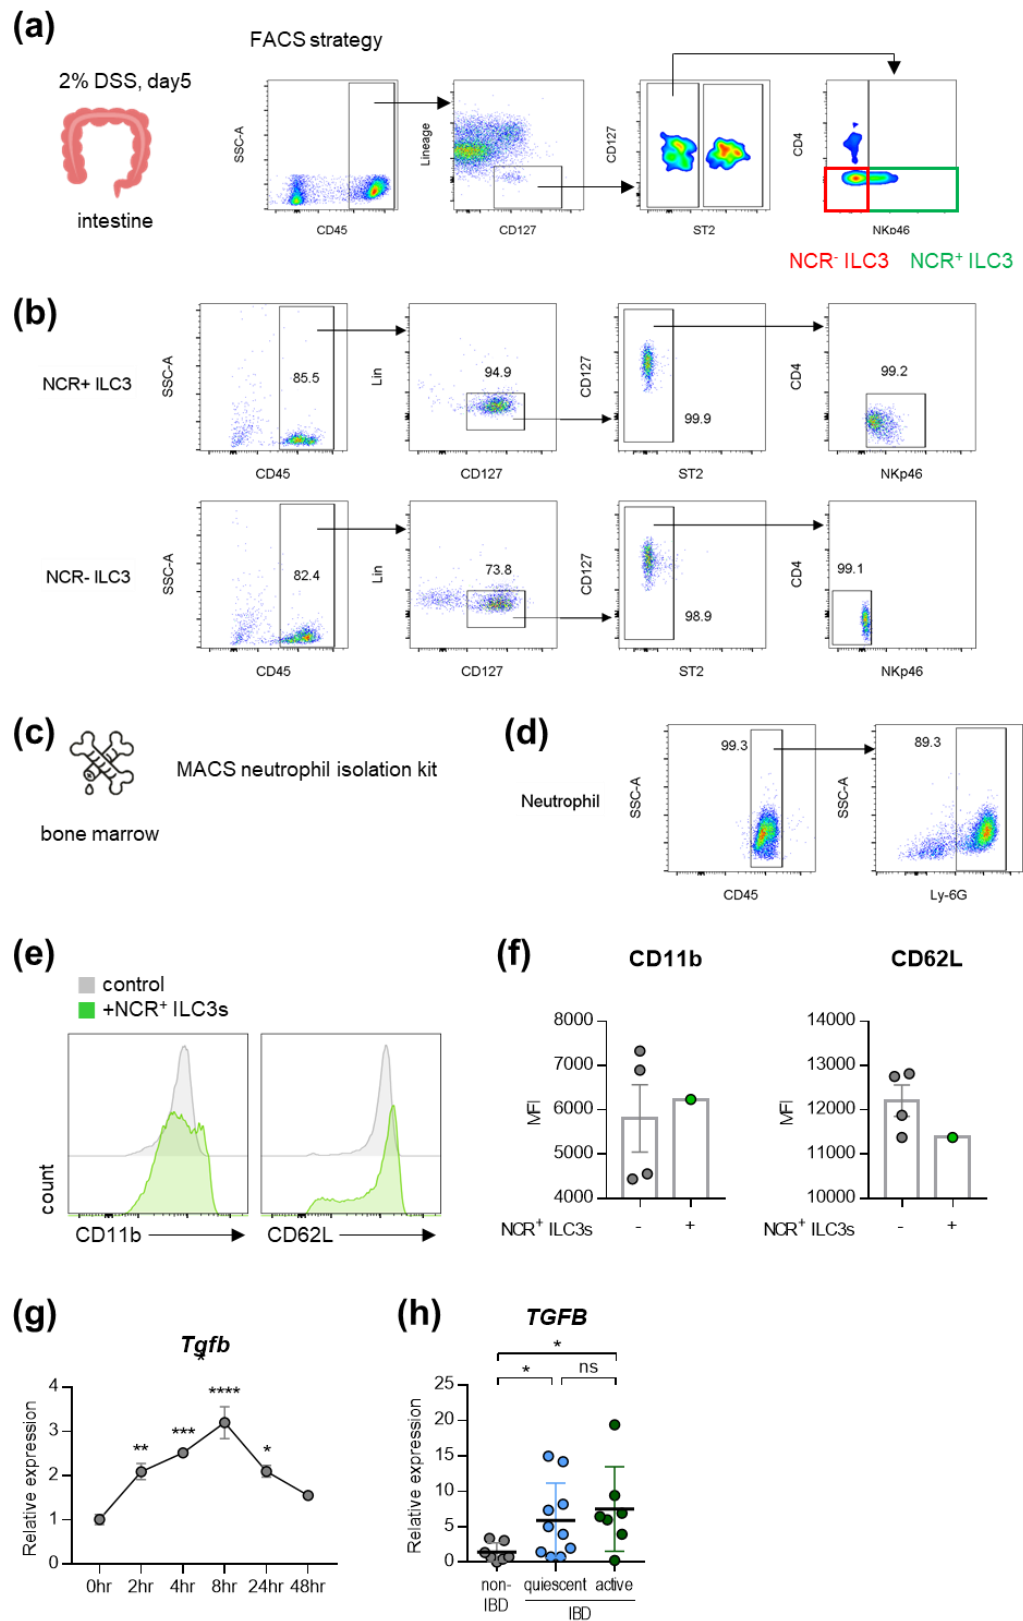 (a)
FACS strategy
2% DSS, day5
intestine
SSC-A
CD45
Lineage
CD127
CD127
ST2
CD4
NKp46
NCR- ILC3 NCR+ ILC3
(b)
NCR+ ILC3
SSC-A
85.5
CD45
Lin
94.9
CD127
CD127
99.9
ST2
CD4
99.2
NKp46
NCR- ILC3
SSC-A
82.4
CD45
Lin
73.8
CD127
CD127
98.9
ST2
CD4
99.1
NKp46
(c)
MACS neutrophil isolation kit
bone marrow
(d)
Neutrophil
SSC-A
99.3
CD45
SSC-A
89.3
Ly-6G
(e)
control
+NCR+ ILC3s
count
CD11b
CD62L
(f)
CD11b
MFI
8000
7000
6000
5000
4000
NCR+ ILC3s - +
CD62L
MFI
14000
13000
12000
11000
10000
NCR+ ILC3s - +
(g)
Tgfb
*
Relative expression
4
3
2
1
0
** *** **** *
0hr 2hr 4hr 8hr 24hr 48hr
(h)
TGFB
*
* ns
Relative expression
25
20
15
10
5
0
non-IBD
quiescent active
IBD